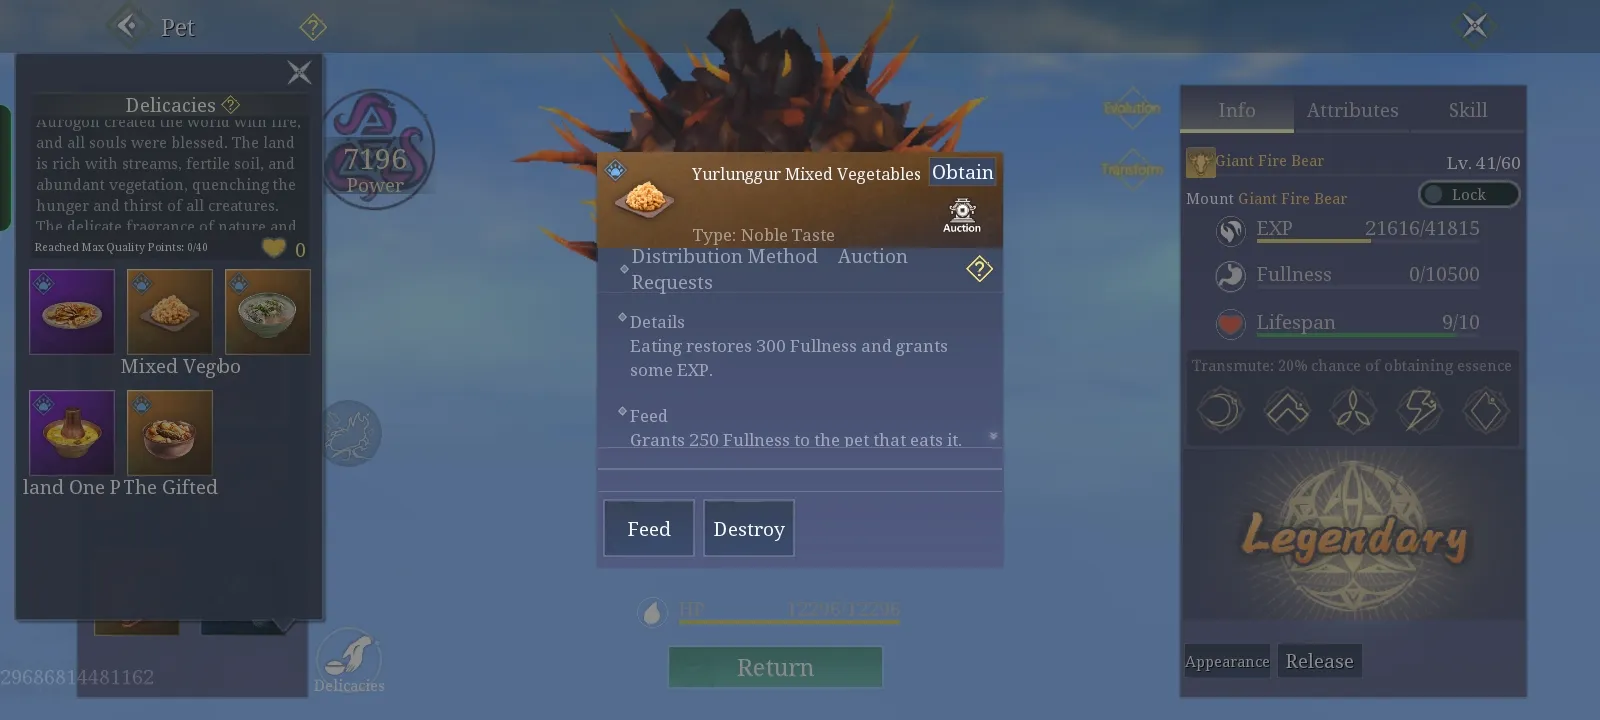 Pet
Delicacies
Aurogon created the world with fire,
and all souls were blessed. The land
is rich with streams, fertile soil, and
abundant vegetation, quenching the
hunger and thirst of all creatures.
The delicate fragrance of nature and
Reached Max Quality Points: 0/40
0
Mixed Veg
bo
land One P
The Gifted
29686814481162
7196
Power
Delicacies
Yurlunggur Mixed Vegetables
Obtain
Auction
Type: Noble Taste
Distribution Method Auction
Requests
Details
Eating restores 300 Fullness and grants
some EXP.
Feed
Grants 250 Fullness to the pet that eats it.
Feed
Destroy
HP 12296/12296
Return
Evolution
Transform
Info
Attributes
Skill
Giant Fire Bear
Lv. 41/60
Mount Giant Fire Bear
Lock
EXP 21616/41815
Fullness 0/10500
Lifespan 9/10
Transmute: 20% chance of obtaining essence
Legendary
Appearance
Release